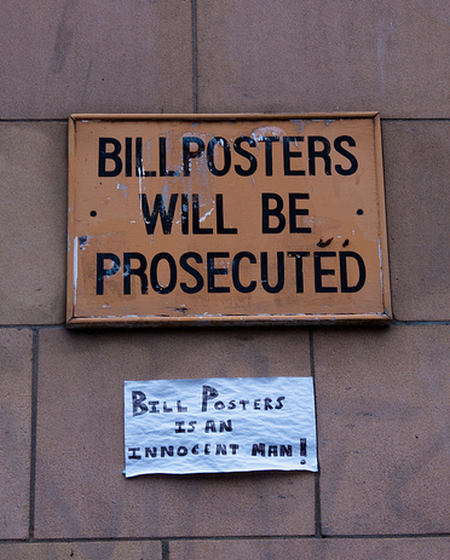 BILLPOSTERS
WILL BE
PROSECUTED
BILL POSTERS
IS AN
INNOCENT MAN!